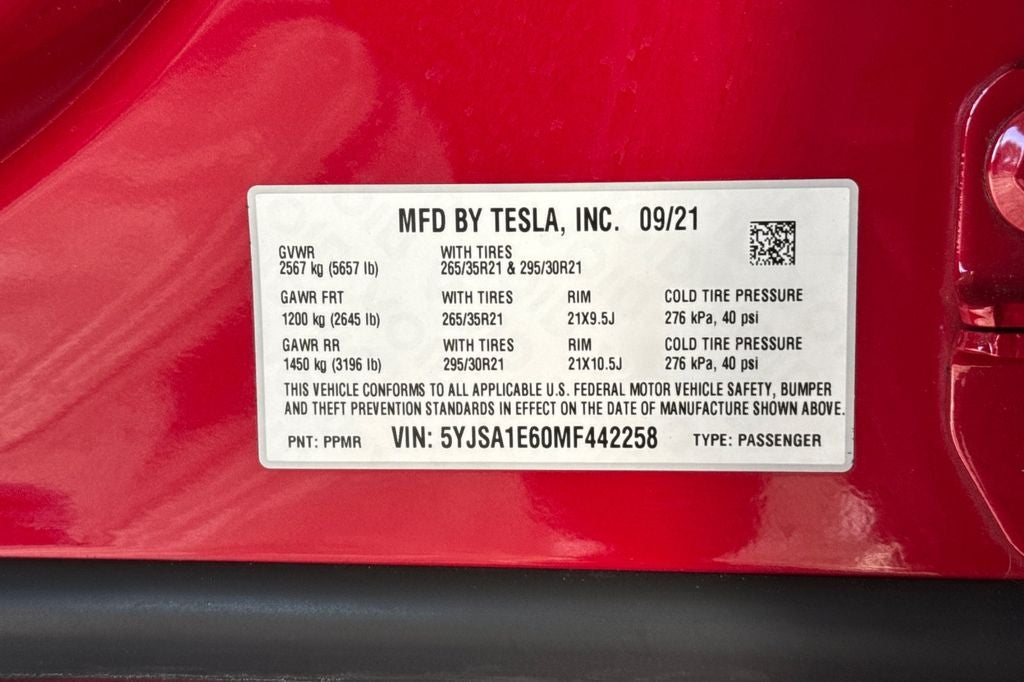 MFD BY TESLA, INC. 09/21
GVWR WITH TIRES
2567 kg (5657 lb) 265/35R21 & 295/30R21
GAWR FRT WITH TIRES RIM COLD TIRE PRESSURE
1200 kg (2645 lb) 265/35R21 21X9.5J 276 kPa, 40 psi
GAWR RR WITH TIRES RIM COLD TIRE PRESSURE
1450 kg (3196 lb) 295/30R21 21X10.5J 276 kPa, 40 psi
THIS VEHICLE CONFORMS TO ALL APPLICABLE U.S. FEDERAL MOTOR VEHICLE SAFETY, BUMPER
AND THEFT PREVENTION STANDARDS IN EFFECT ON THE DATE OF MANUFACTURE SHOWN ABOVE.
PNT: PPMR VIN: 5YJSA1E60MF442258 TYPE: PASSENGER